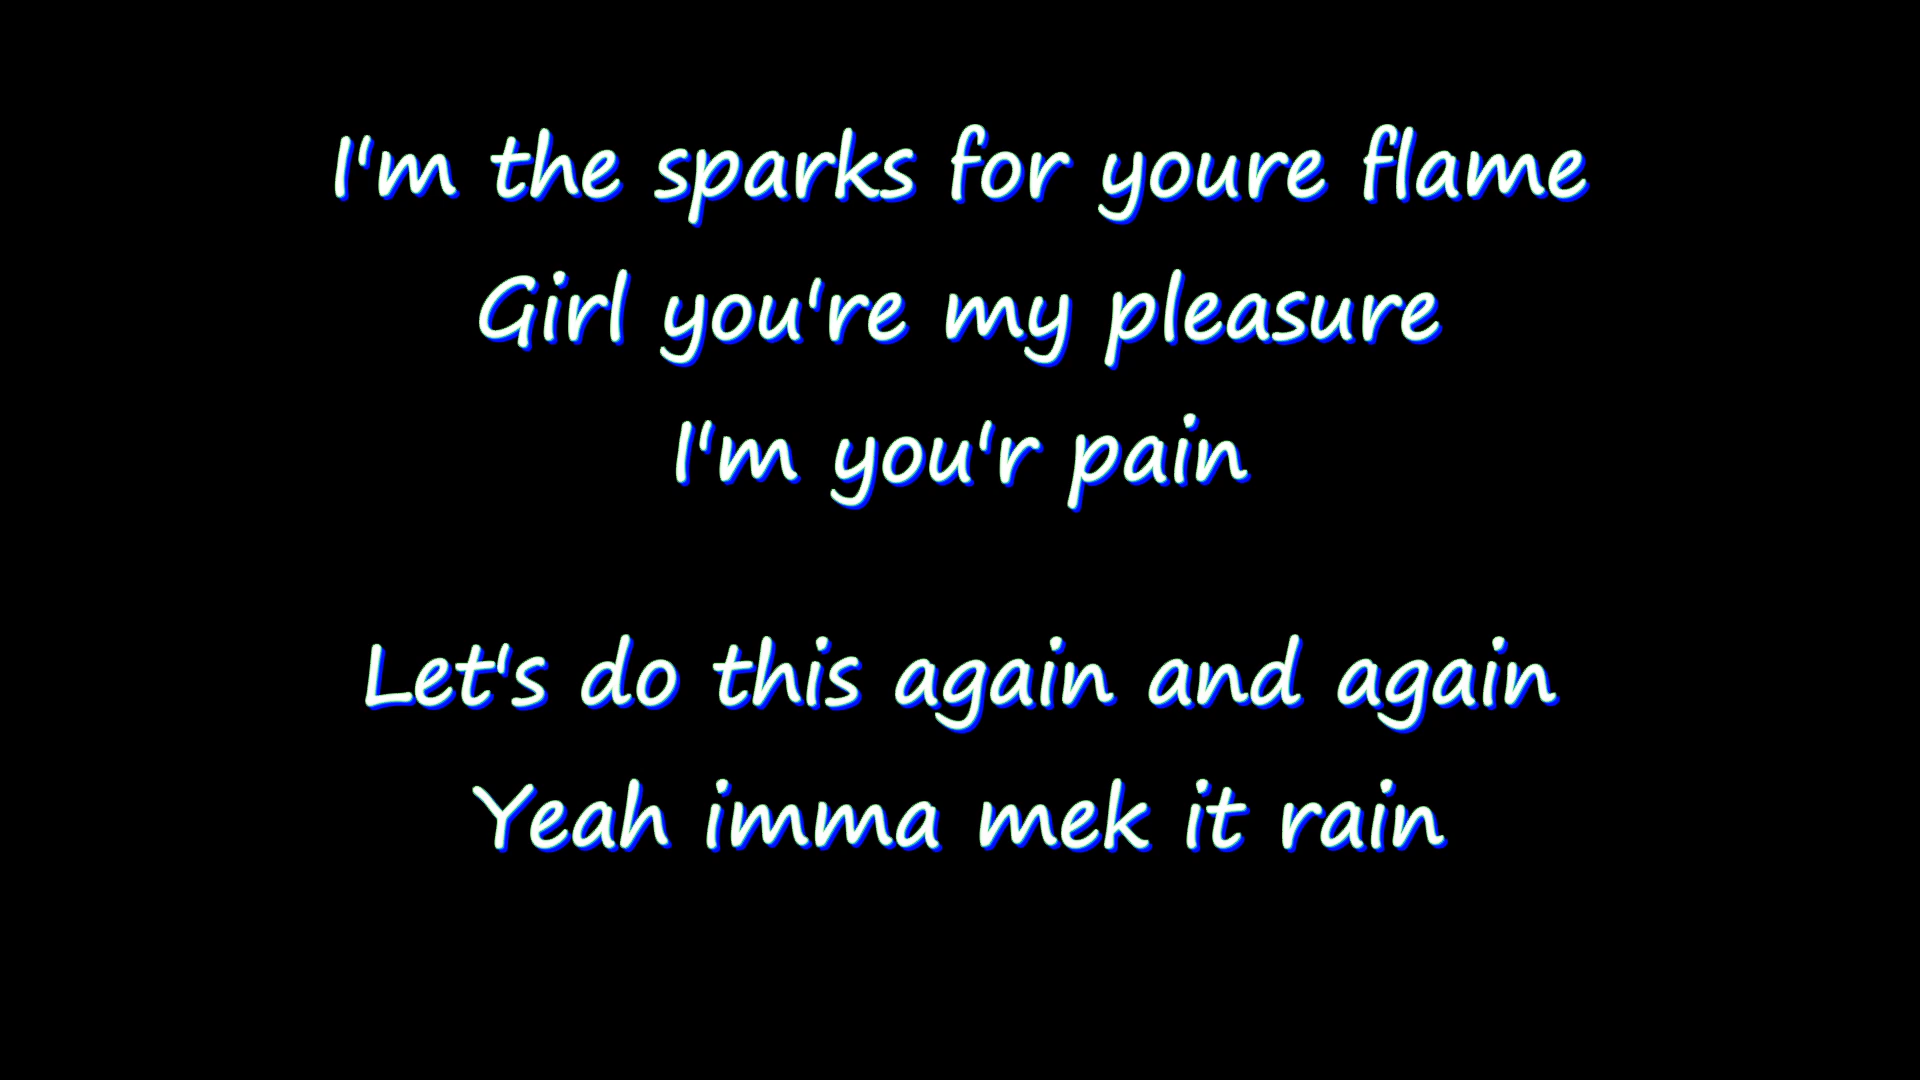 I'm the sparks for youre flame
Girl you're my pleasure
I'm you'r pain
Let's do this again and again
Yeah imma mek it rain